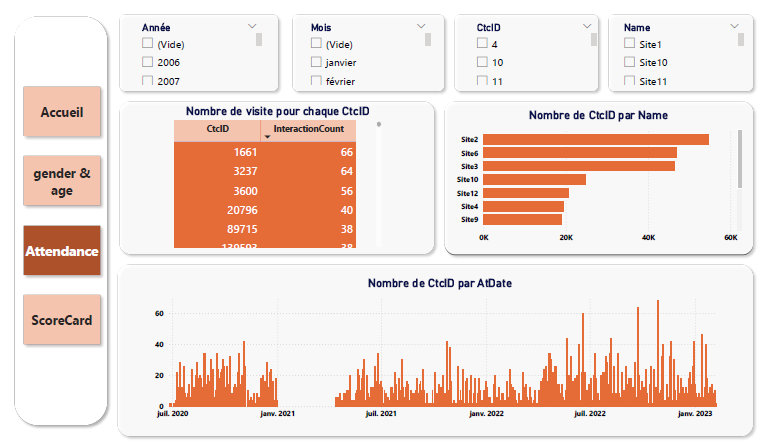 Année
(Vide)
2006
2007
Mois
(Vide)
janvier
février
CtcID
4
10
11
Name
Site1
Site10
Site11
Accueil
gender &
age
Attendance
ScoreCard
Nombre de visite pour chaque CtcID
CtcID InteractionCount
1661 66
3237 64
3600 56
20796 40
89715 38
130593 38
Nombre de CtcID par Name
Site2
Site6
Site3
Site10
Site12
Site4
Site9
0K 20K 40K 60K
Nombre de CtcID par AtDate
60
40
20
0
juil. 2020 janv. 2021 juil. 2021 janv. 2022 juil. 2022 janv. 2023